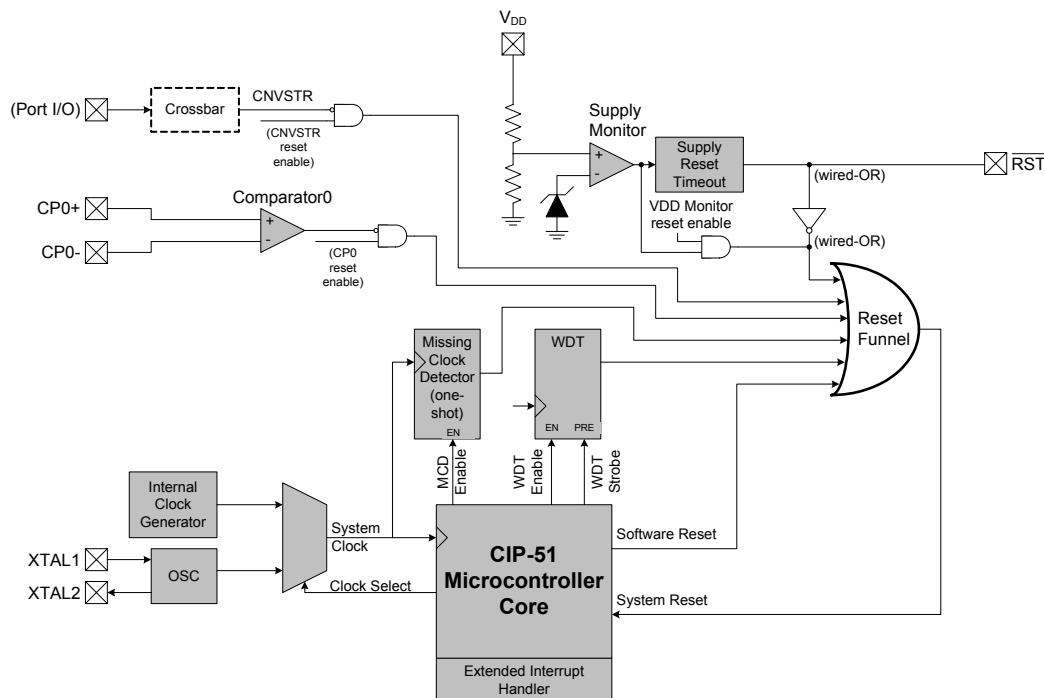 VDD
(Port I/O)
Crossbar
CNVSTR
(CNVSTR
reset
enable)
Supply
Monitor
+
-
Supply
Reset
Timeout
(wired-OR)
RST
CP0+
CP0-
Comparator0
+
-
(CP0
reset
enable)
VDD Monitor
reset enable
(wired-OR)
Reset
Funnel
Missing
Clock
Detector
(one-
shot)
EN
WDT
EN
PRE
MCD
Enable
WDT
Enable
WDT
Strobe
Internal
Clock
Generator
System
Clock
XTAL1
XTAL2
OSC
Clock Select
CIP-51
Microcontroller
Core
Software Reset
System Reset
Extended Interrupt
Handler